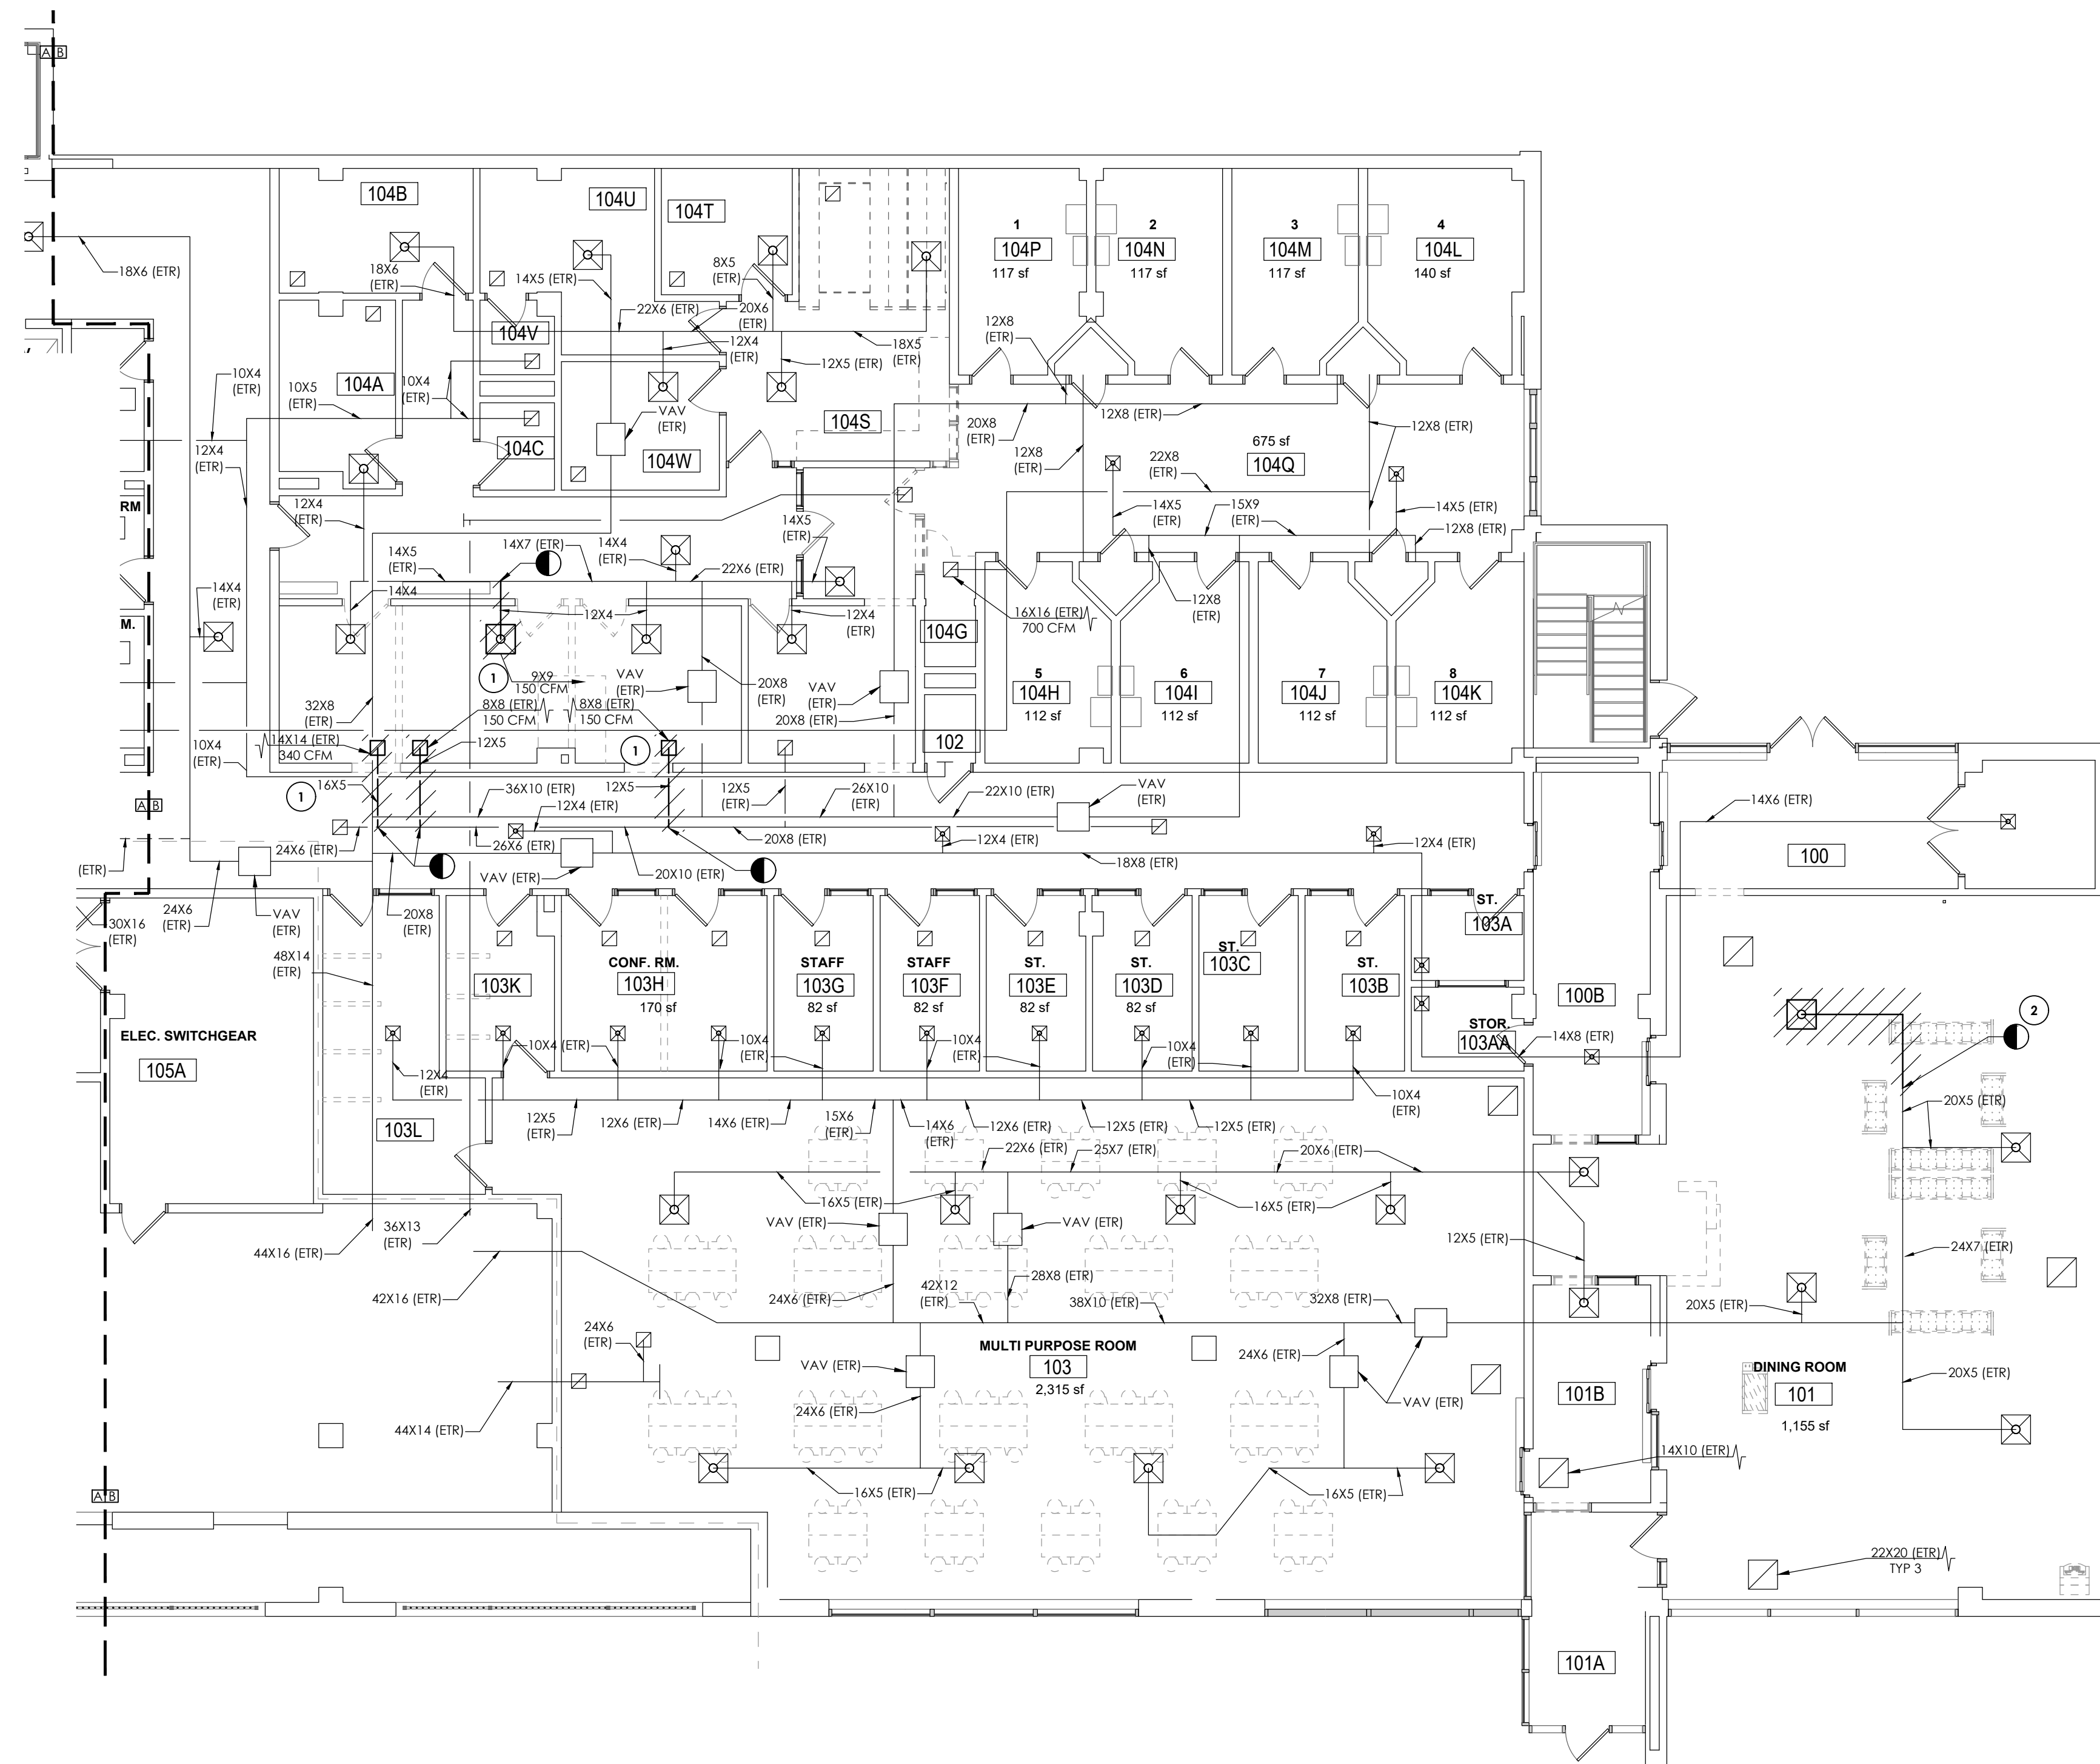 A B
104B
104U
104T
1
104P
117 sf
2
104N
117 sf
3
104M
117 sf
4
104L
140 sf
18X6 (ETR)
18X6
(ETR)
14X5 (ETR)
8X5
(ETR)
22X6 (ETR)
20X6
(ETR)
104V
12X4
(ETR)
18X5
(ETR)
12X5 (ETR)
12X8
(ETR)
10X4
(ETR)
10X5
(ETR)
104A
10X4
(ETR)
VAV
(ETR)
104S
20X8
(ETR)
12X8 (ETR)
12X8 (ETR)
12X4
(ETR)
104C
104W
12X8
(ETR)
675 sf
104Q
22X8
(ETR)
RM
12X4
(ETR)
14X5
(ETR)
14X5
(ETR)
15X9
(ETR)
14X5 (ETR)
12X8 (ETR)
14X5
(ETR)
14X7 (ETR)
14X4
(ETR)
22X6 (ETR)
14X4
(ETR)
14X4
12X4
12X4
(ETR)
12X8
(ETR)
16X16 (ETR)
700 CFM
M.
104G
1
9X9
150 CFM
VAV
(ETR)
20X8
(ETR)
VAV
(ETR)
5
104H
112 sf
6
104I
112 sf
7
104J
112 sf
8
104K
112 sf
32X8
(ETR)
8X8 (ETR)
150 CFM
8X8 (ETR)
150 CFM
20X8 (ETR)
10X4
(ETR)
14X14 (ETR)
340 CFM
12X5
1
102
A B
1
16X5
36X10 (ETR)
12X5
12X5
(ETR)
26X10
(ETR)
22X10 (ETR)
VAV
(ETR)
14X6 (ETR)
12X4 (ETR)
24X6 (ETR)
26X6 (ETR)
20X8 (ETR)
12X4 (ETR)
12X4 (ETR)
100
(ETR)
VAV (ETR)
20X10 (ETR)
18X8 (ETR)
30X16
(ETR)
24X6
(ETR)
VAV
(ETR)
20X8
(ETR)
ST.
103A
48X14
(ETR)
103K
CONF. RM.
103H
170 sf
STAFF
103G
82 sf
STAFF
103F
82 sf
ST.
103E
82 sf
ST.
103D
82 sf
ST.
103C
ST.
103B
100B
2
ELEC. SWITCHGEAR
105A
STOR.
103AA
14X8 (ETR)
10X4 (ETR)
10X4
(ETR)
10X4
(ETR)
10X4
(ETR)
12X4
(ETR)
10X4
(ETR)
20X5 (ETR)
103L
12X5
(ETR)
12X6 (ETR)
14X6 (ETR)
15X6
(ETR)
14X6
(ETR)
12X6 (ETR)
12X5 (ETR)
12X5 (ETR)
22X6 (ETR)
25X7 (ETR)
20X6 (ETR)
16X5 (ETR)
16X5 (ETR)
36X13
(ETR)
VAV (ETR)
VAV (ETR)
12X5 (ETR)
24X7 (ETR)
44X16 (ETR)
42X16 (ETR)
24X6 (ETR)
42X12
(ETR)
28X8 (ETR)
38X10 (ETR)
32X8 (ETR)
20X5 (ETR)
24X6
(ETR)
MULTI PURPOSE ROOM
103
2,315 sf
24X6 (ETR)
VAV (ETR)
DINING ROOM
101
1,155 sf
20X5 (ETR)
101B
24X6 (ETR)
VAV (ETR)
44X14 (ETR)
14X10 (ETR)
A B
16X5 (ETR)
16X5 (ETR)
22X20 (ETR)
TYP 3
101A